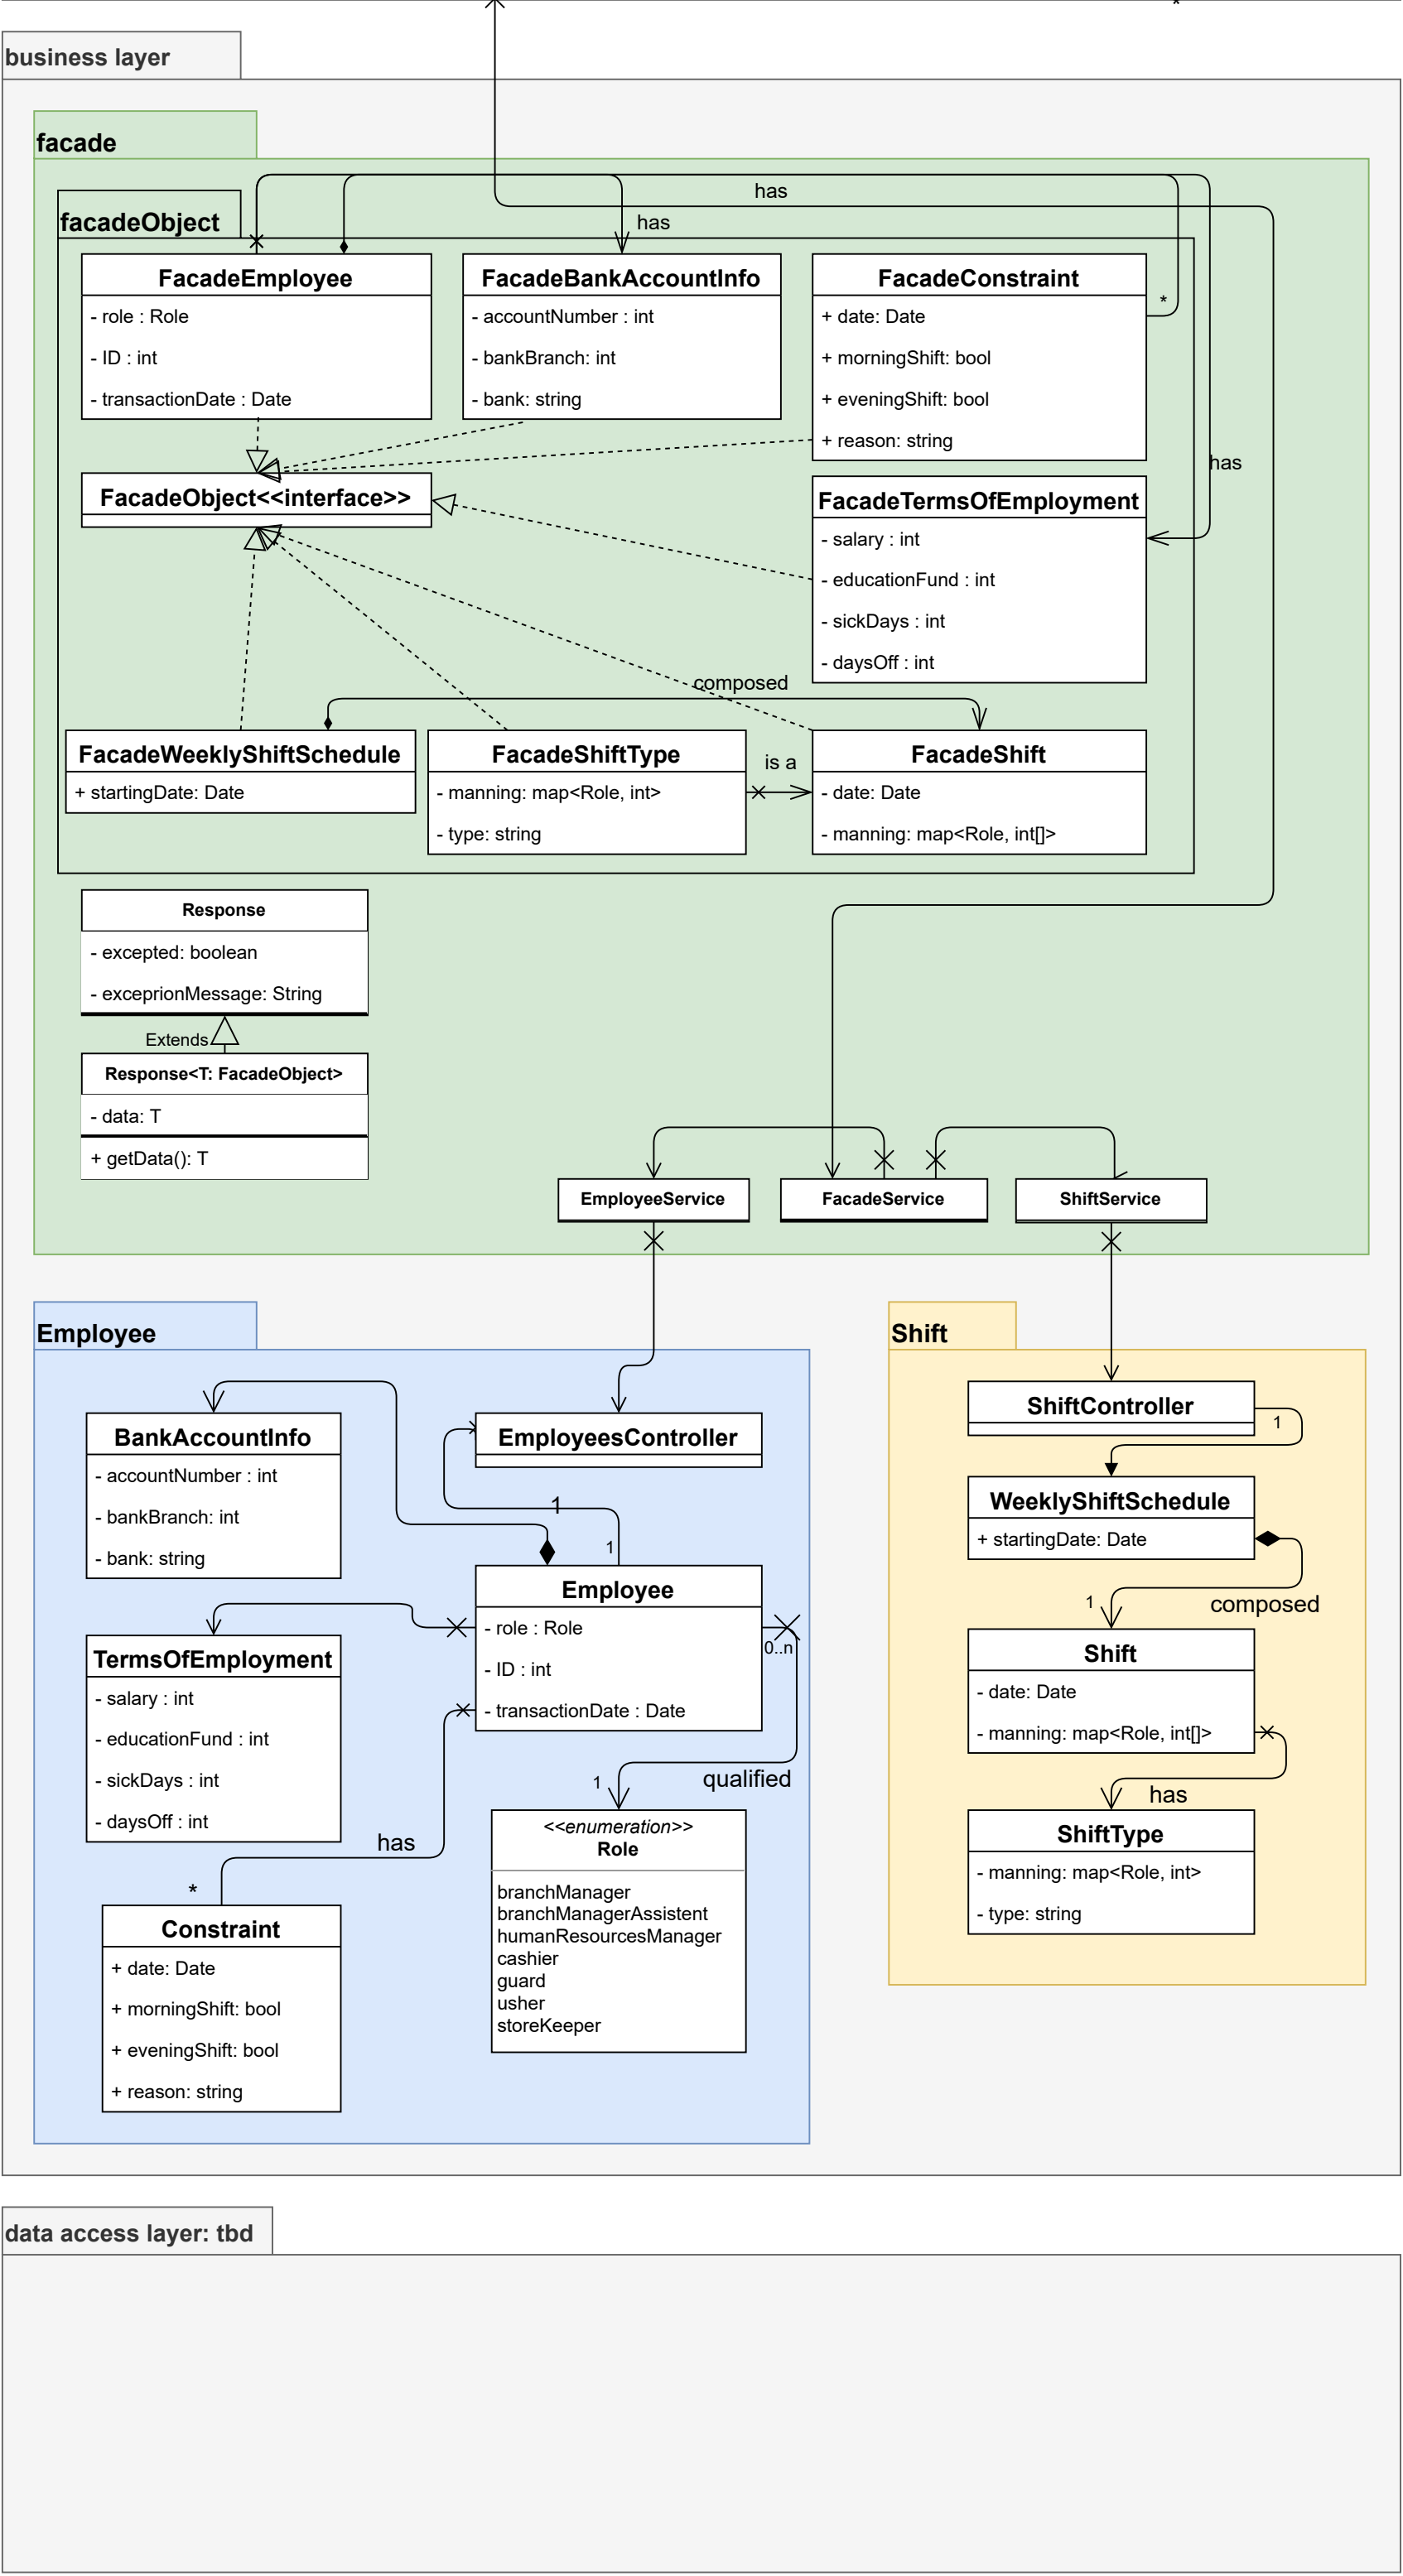 *
business layer
facade
has
facadeObject
has
FacadeEmployee
- role : Role
- ID : int
- transactionDate : Date
FacadeBankAccountInfo
- accountNumber : int
- bankBranch: int
- bank: string
FacadeConstraint
+ date: Date
+ morningShift: bool
+ eveningShift: bool
+ reason: string
*
has
FacadeObject<<interface>>
FacadeTermsOfEmployment
- salary : int
- educationFund : int
- sickDays : int
- daysOff : int
composed
FacadeWeeklyShiftSchedule
+ startingDate: Date
FacadeShiftType
- manning: map<Role, int>
- type: string
is a
FacadeShift
- date: Date
- manning: map<Role, int[]>
Response
- excepted: boolean
- exceprionMessage: String
Extends
Response<T: FacadeObject>
- data: T
+ getData(): T
EmployeeService
FacadeService
ShiftService
Employee
BankAccountInfo
- accountNumber : int
- bankBranch: int
- bank: string
EmployeesController
1
1
Employee
- role : Role
- ID : int
- transactionDate : Date
0..n
TermsOfEmployment
- salary : int
- educationFund : int
- sickDays : int
- daysOff : int
has
*
qualified
1
<<enumeration>>
Role
branchManager
branchManagerAssistent
humanResourcesManager
cashier
guard
usher
storeKeeper
Constraint
+ date: Date
+ morningShift: bool
+ eveningShift: bool
+ reason: string
Shift
ShiftController
1
WeeklyShiftSchedule
+ startingDate: Date
composed
1
Shift
- date: Date
- manning: map<Role, int[]>
has
ShiftType
- manning: map<Role, int>
- type: string
data access layer: tbd